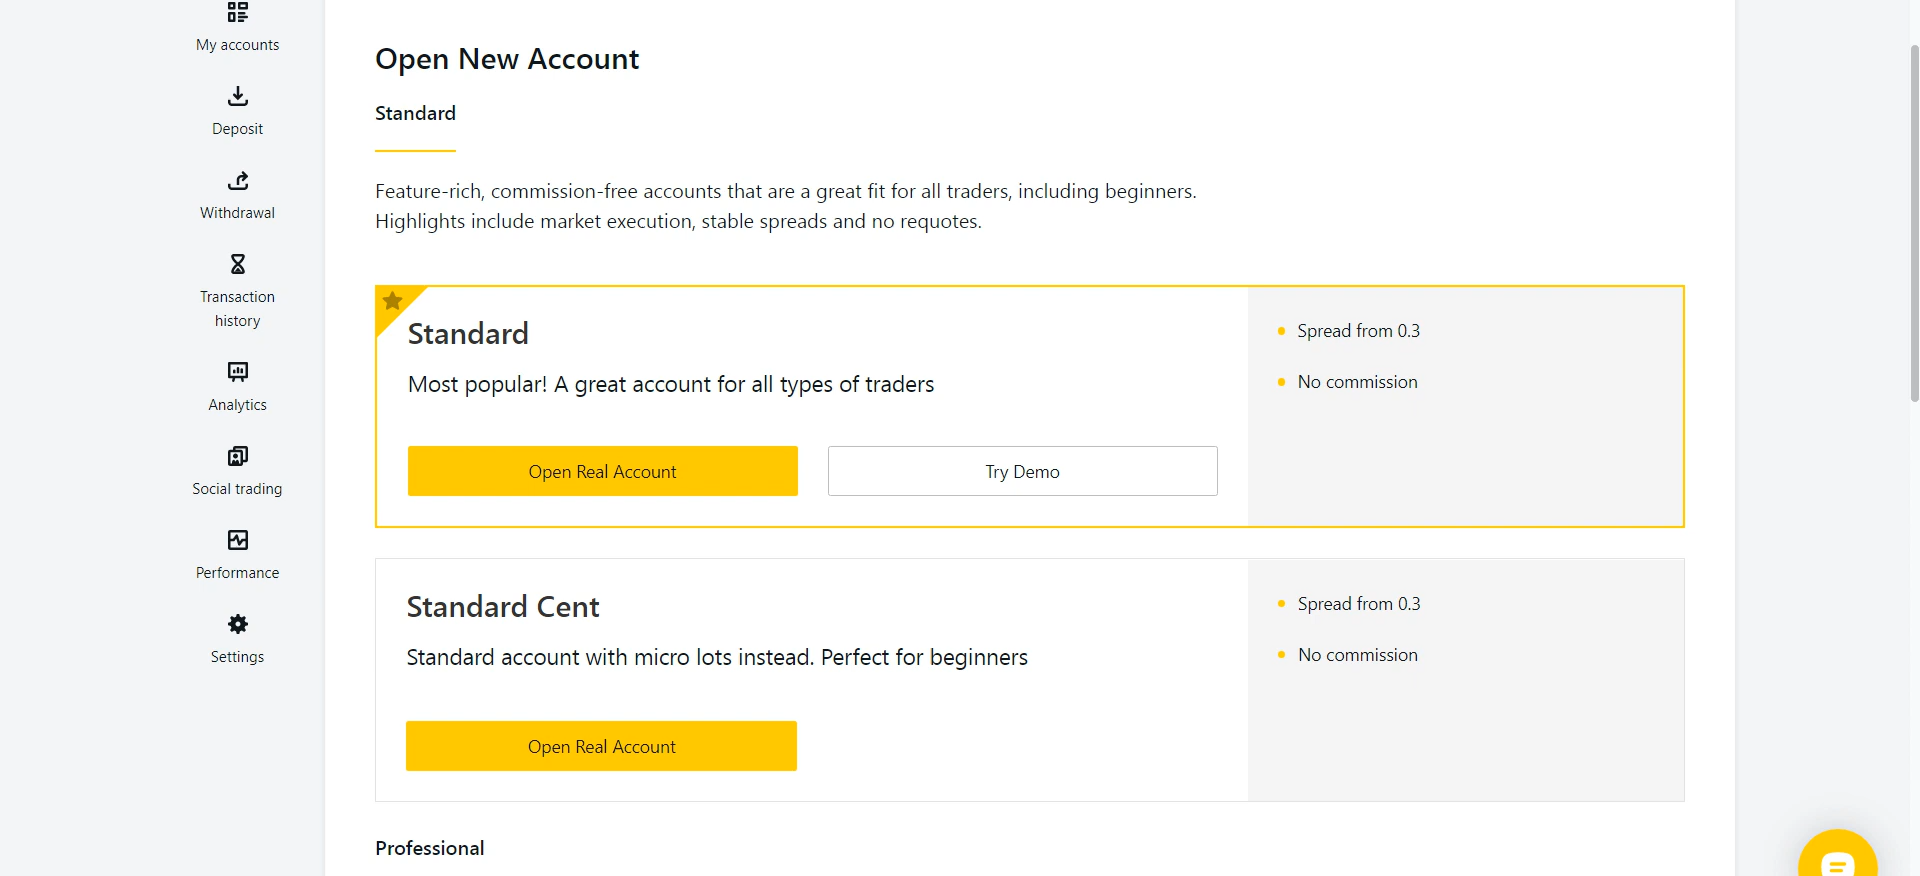 My accounts
Deposit
Withdrawal
Transaction
history
Analytics
Social trading
Performance
Settings
Open New Account
Standard
Feature-rich, commission-free accounts that are a great fit for all traders, including beginners.
Highlights include market execution, stable spreads and no requotes.
Standard
Most popular! A great account for all types of traders
Open Real Account
Try Demo
Spread from 0.3
No commission
Standard Cent
Standard account with micro lots instead. Perfect for beginners
Open Real Account
Spread from 0.3
No commission
Professional